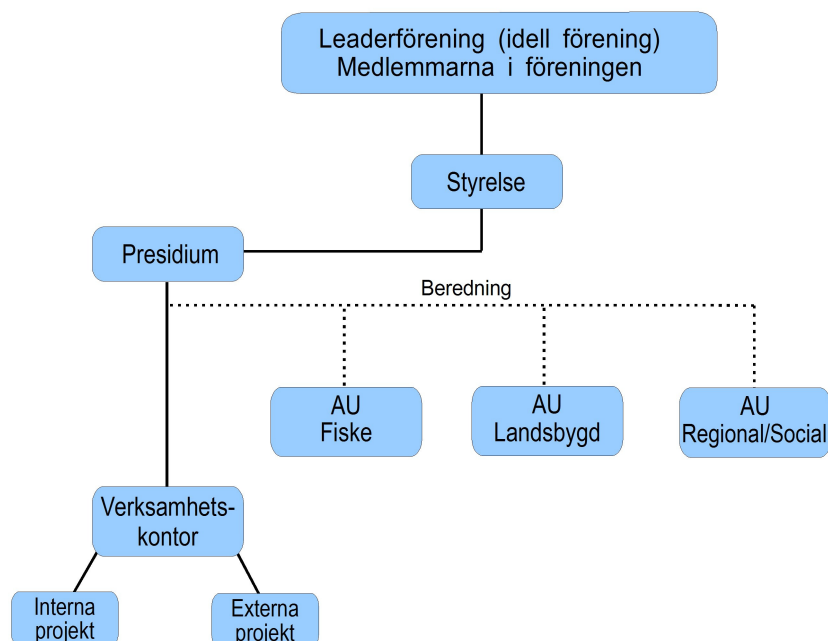 Leaderförening (idell förening)
Medlemmarna i föreningen
Styrelse
Presidium
Beredning
AU
Fiske
AU
Landsbygd
AU
Regional/Social
Verksamhets-
kontor
Interna
projekt
Externa
projekt